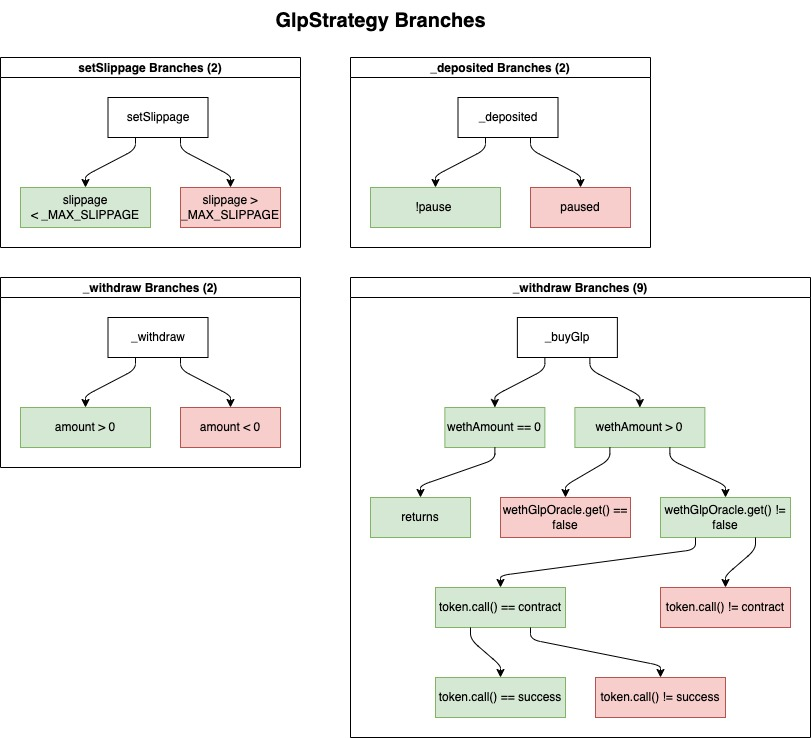 GlpStrategy Branches
setSlippage Branches (2)
setSlippage
slippage
< _MAX_SLIPPAGE
slippage >
_MAX_SLIPPAGE
_deposited Branches (2)
_deposited
!pause
paused
_withdraw Branches (2)
_withdraw
amount > 0
amount < 0
_withdraw Branches (9)
_buyGlp
wethAmount == 0
wethAmount > 0
returns
wethGlpOracle.get() ==
false
wethGlpOracle.get() !=
false
token.call() == contract
token.call() != contract
token.call() == success
token.call() != success